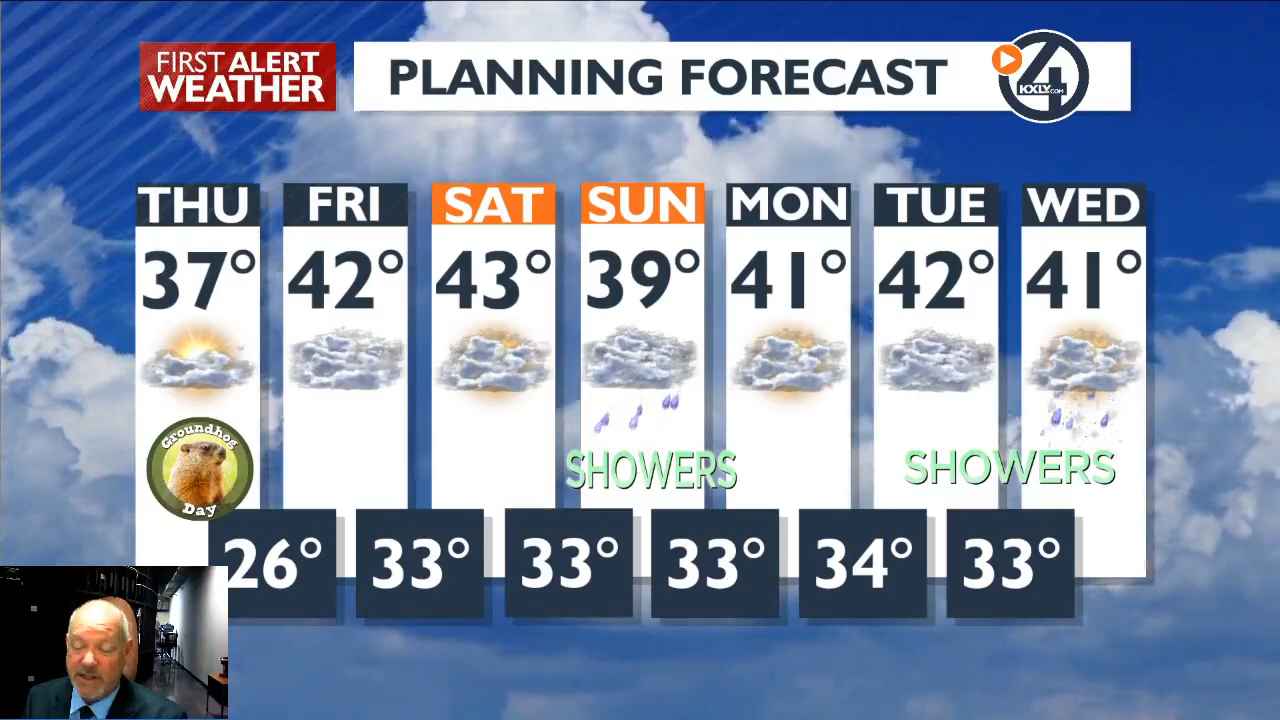 FIRST ALERT
WEATHER
PLANNING FORECAST
4
KXLY.COM
THU FRI SAT SUN MON TUE WED
37° 42° 43° 39° 41° 42° 41°
Groundhog
Day
SHOWERS SHOWERS
26° 33° 33° 33° 34° 33°